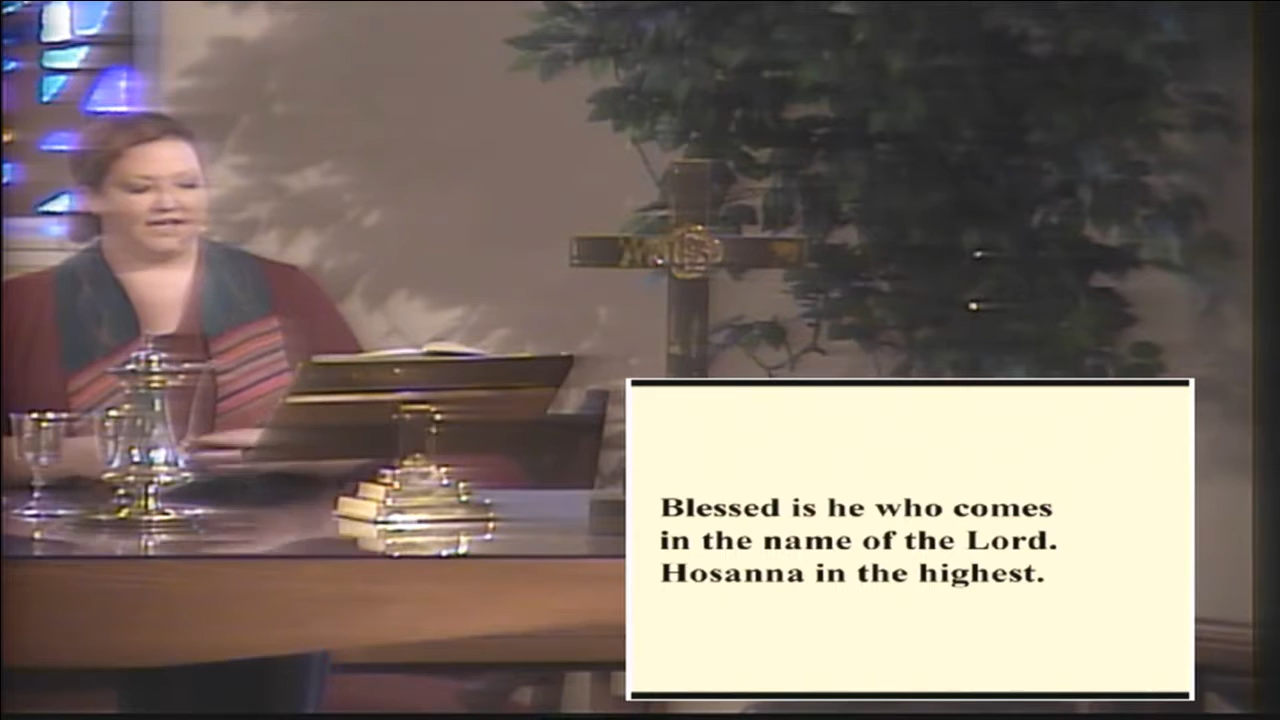 Blessed is he who comes
in the name of the Lord.
Hosanna in the highest.